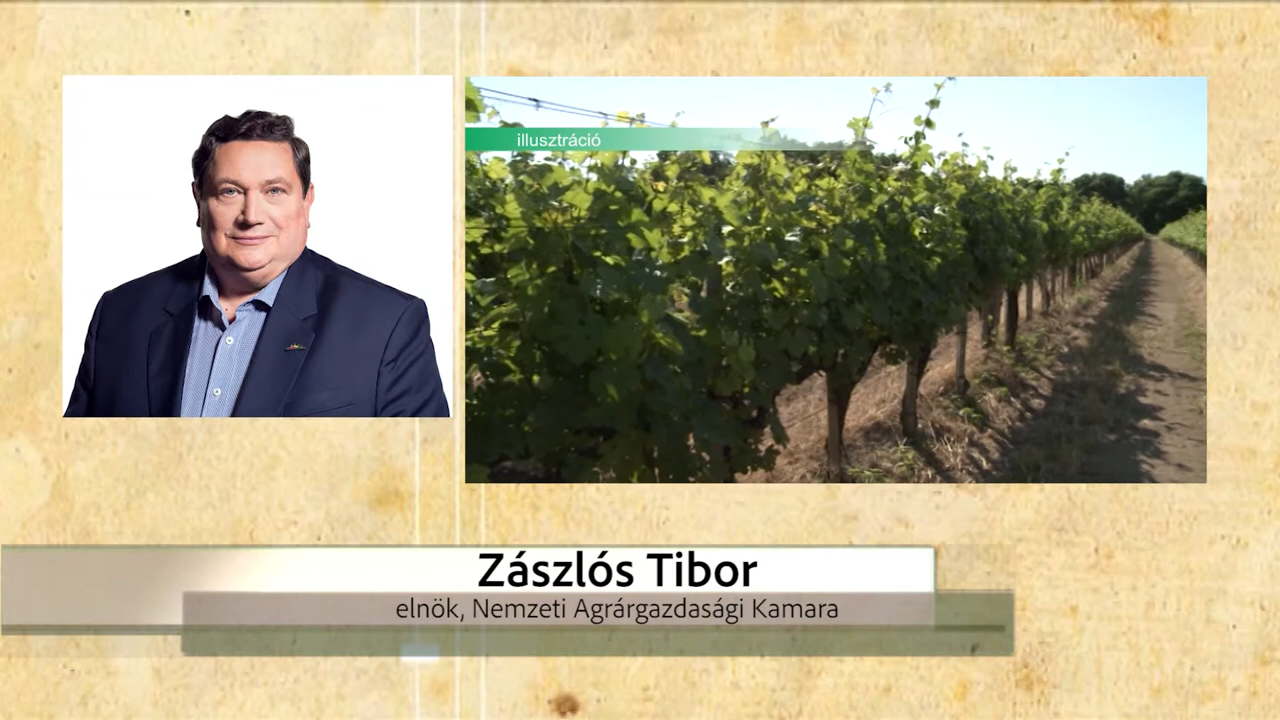 illusztráció
Zászlós Tibor
elnök, Nemzeti Agrárgazdasági Kamara